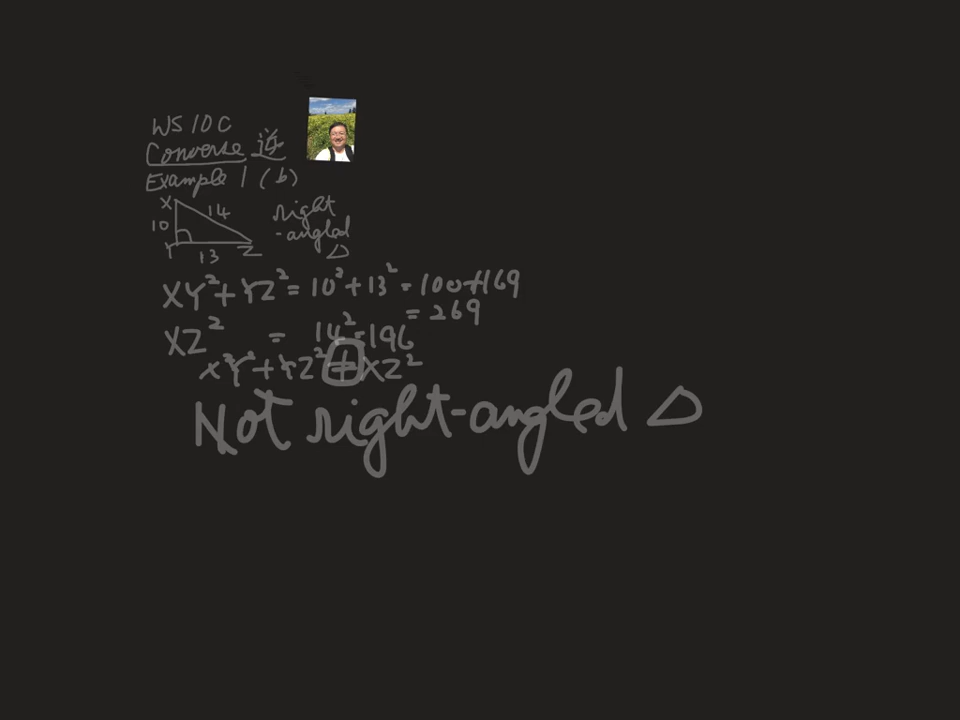 WS 10C
Converse 逆
Example 1 (b)
X
14
10
Y
13
Z
right
-angled
△
XY² + YZ² = 10² + 13² = 100 + 169
= 269
XZ² = 14² = 196
XY² + YZ² ≠ XZ²
Not right-angled △